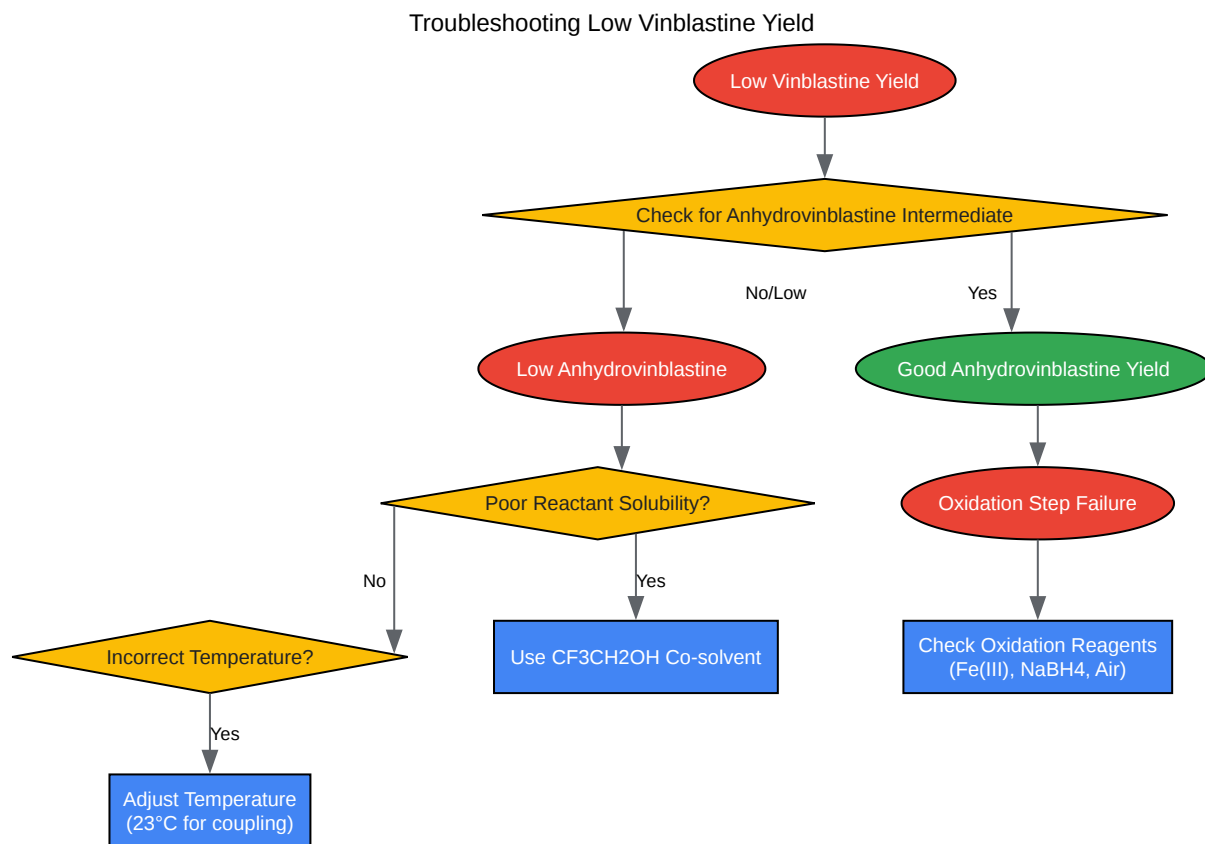 Troubleshooting Low Vinblastine Yield
Low Vinblastine Yield
Check for Anhydrovinblastine Intermediate
No/Low
Yes
Low Anhydrovinblastine
Good Anhydrovinblastine Yield
Poor Reactant Solubility?
Oxidation Step Failure
No
Yes
Incorrect Temperature?
Use CF3CH2OH Co-solvent
Check Oxidation Reagents
(Fe(III), NaBH4, Air)
Yes
Adjust Temperature
(23°C for coupling)